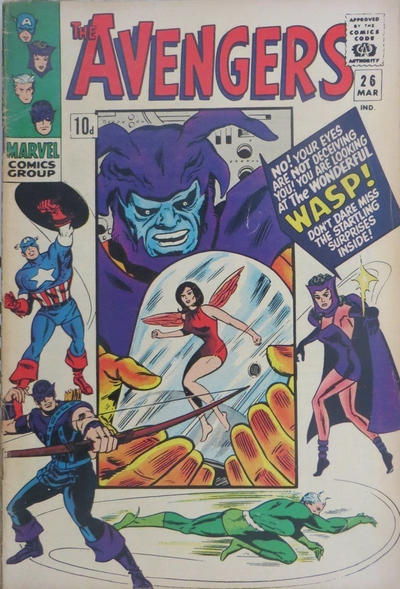 THE
AVENGERS
APPROVED
BY THE
COMICS
CODE
AUTHORITY
26
MAR
IND.
10d
MARVEL
COMICS
GROUP
NO! YOUR EYES
ARE NOT DECEIVING
YOU! YOU ARE LOOKING
AT THE WONDERFUL
WASP!
DON'T DARE MISS
THE STARTLING
SURPRISES
INSIDE!